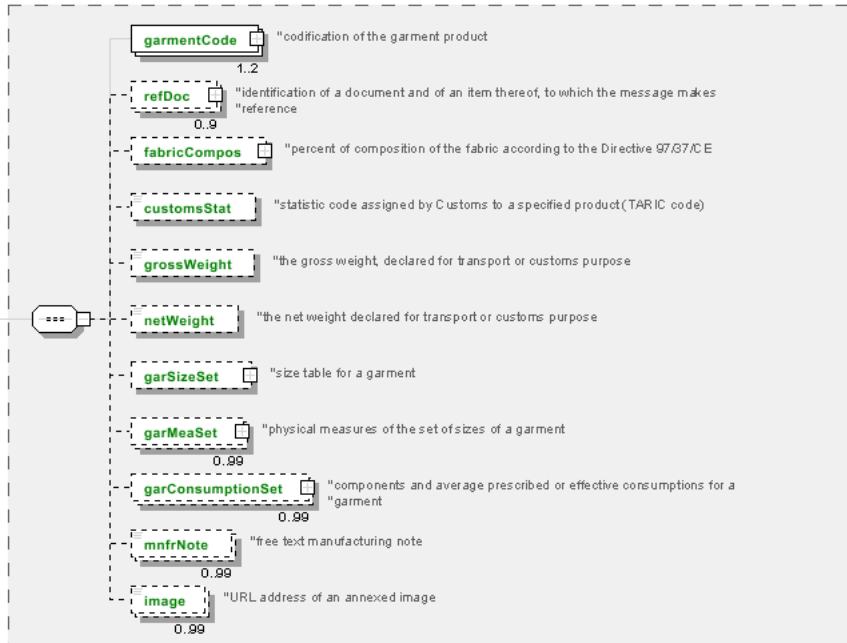 garmentCode "codification of the garment product
1..2
refDoc "identification of a document and of an item thereof, to which the message makes
"reference
0..9
fabricCompos "percent of composition of the fabric according to the Directive 97/37/CE
customsStat "statistic code assigned by Customs to a specified product (TARIC code)
grossWeight "the gross weight, declared for transport or customs purpose
netWeight "the net weight declared for transport or customs purpose
garSizeSet "size table for a garment
garMeaSet "physical measures of the set of sizes of a garment
0..99
garConsumptionSet "components and average prescribed or effective consumptions for a
"garment
0..99
mnfrNote "free text manufacturing note
0..99
image "URL address of an annexed image
0..99